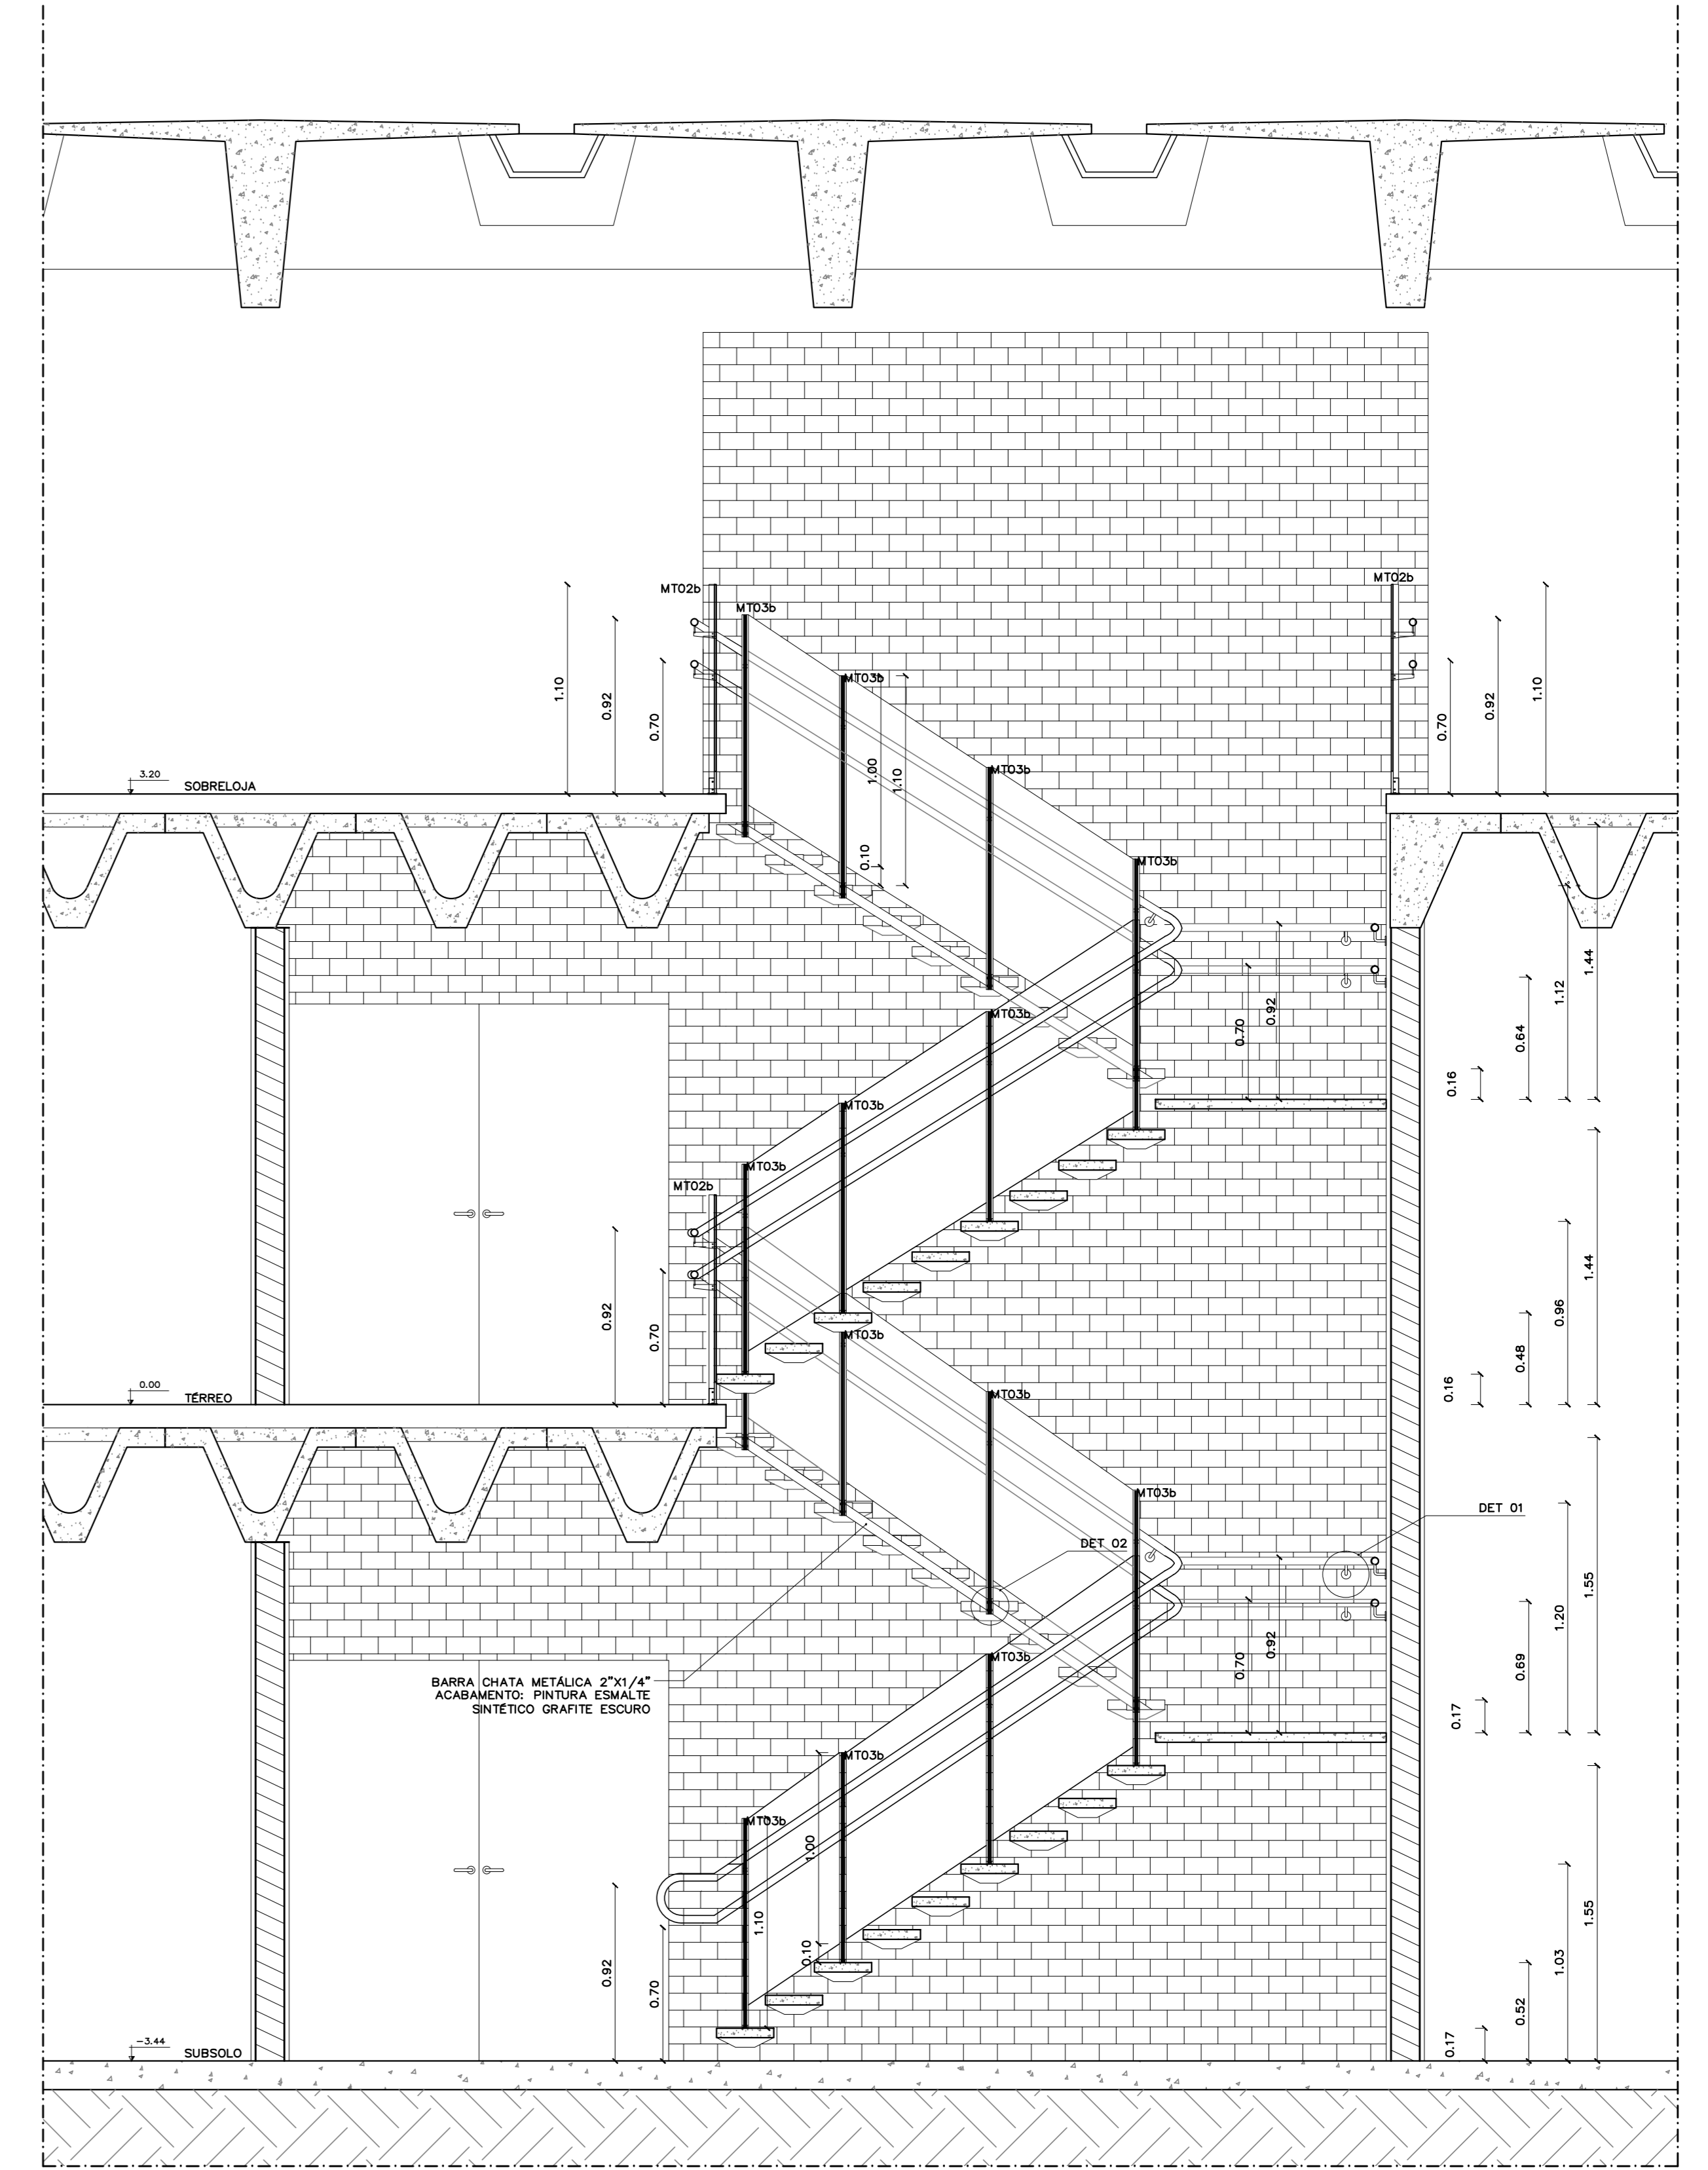 MT02b
MT02b
MT03b
MT03b
1.10
0.92
0.70
1.00
1.10
0.10
0.70
0.92
1.10
MT03b
3.20
SOBRELOJA
MT03b
1.44
1.12
0.64
0.16
0.70
0.92
MT03b
MT03b
MT03b
MT02b
0.92
0.70
1.44
0.96
0.48
0.16
0.00
TÉRREO
MT03b
MT03b
MT03b
DET 01
DET 02
1.55
1.20
0.69
0.17
0.70
0.92
MT03b
BARRA CHATA METÁLICA 2"X1/4"
ACABAMENTO: PINTURA ESMALTE
SINTÉTICO GRAFITE ESCURO
MT03b
MT03b
1.00
1.10
0.10
0.92
0.70
1.55
1.03
0.52
0.17
-3.44
SUBSOLO